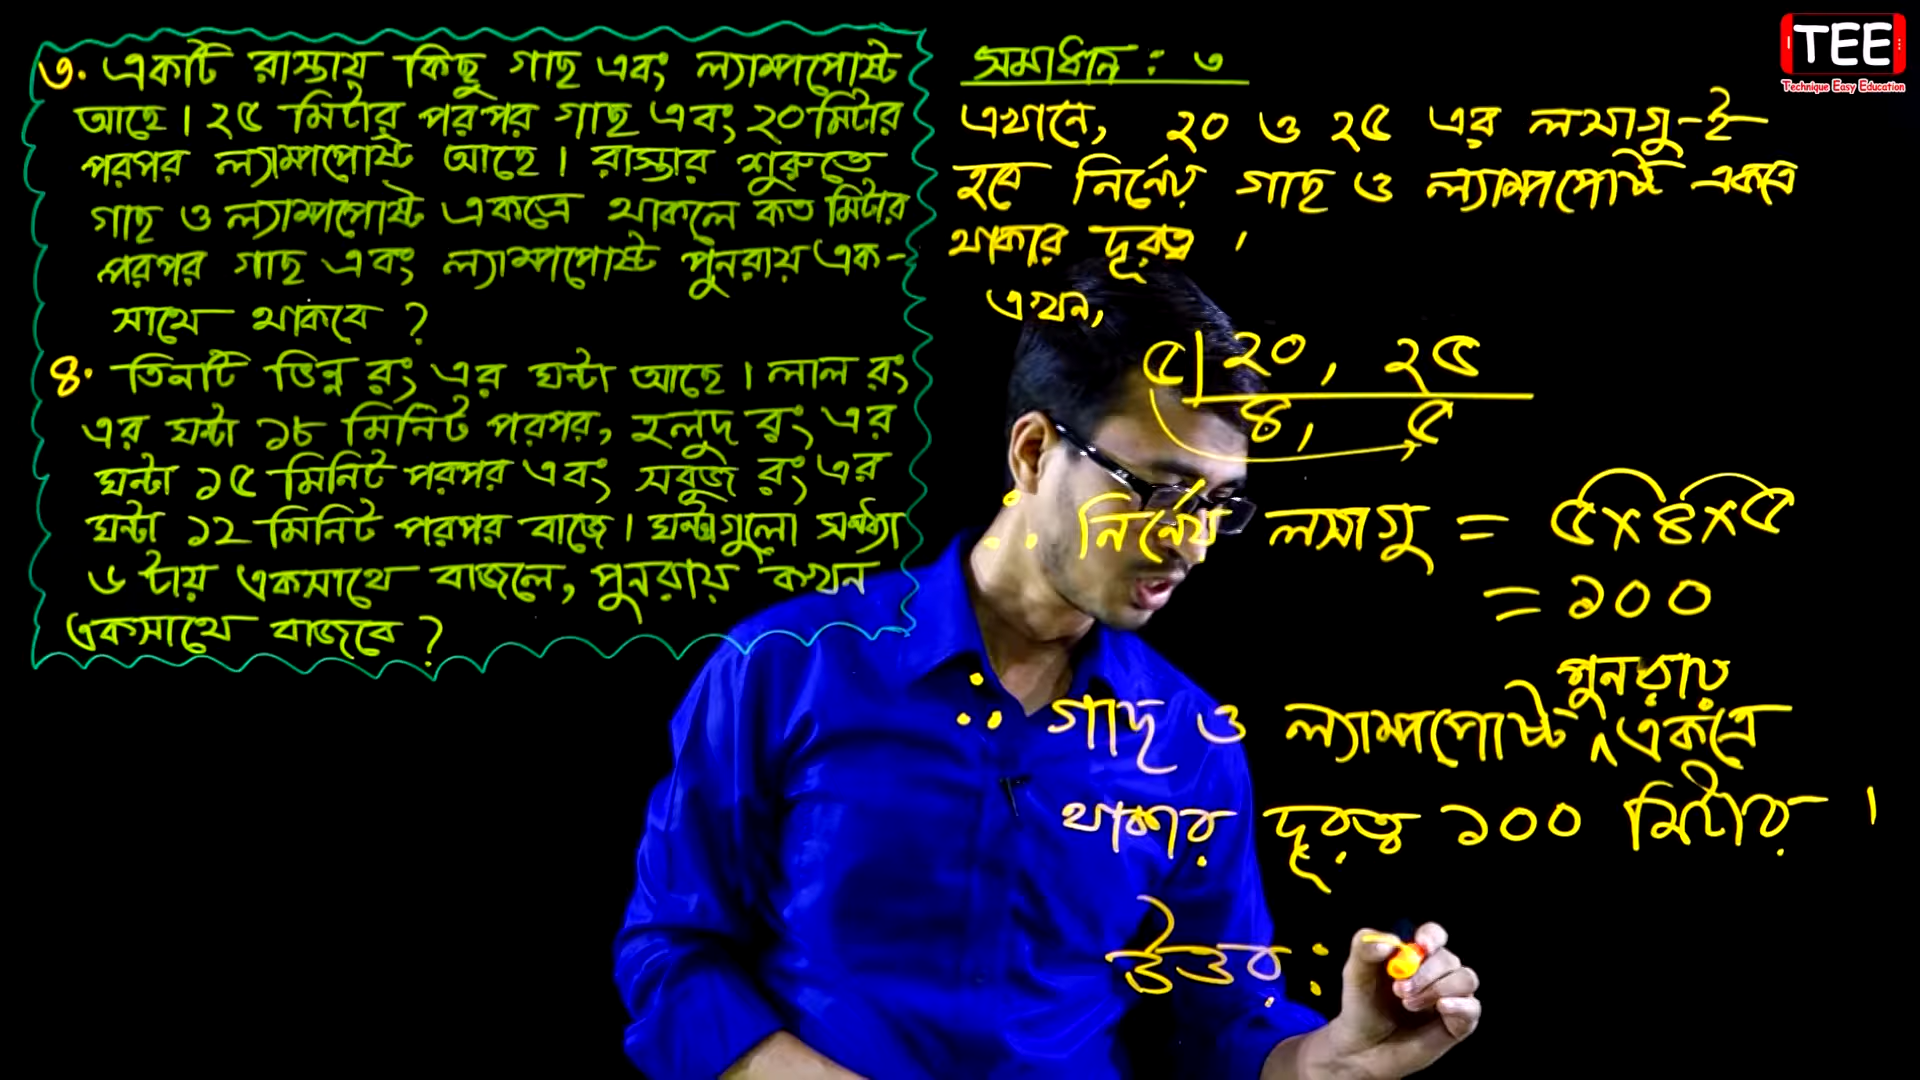 ৩. একটি রাস্তায় কিছু গাছ এবং ল্যাম্পপোষ্ট
আছে। ২৫ মিটার পরপর গাছ এবং ২০ মিটার
পরপর ল্যাম্পপোষ্ট আছে। রাস্তার শুরুতে
গাছ ও ল্যাম্পপোষ্ট একত্রে থাকলে কত মিটার
পরপর গাছ এবং ল্যাম্পপোষ্ট পুনরায় এক-
সাথে থাকবে?
৪. তিনটি ভিন্ন রং এর ঘন্টা আছে। লাল রং
এর ঘন্টা ১৮ মিনিট পরপর, হলুদ রং এর
ঘন্টা ১৫ মিনিট পরপর এবং সবুজ রং এর
ঘন্টা ১২ মিনিট পরপর বাজে। ঘন্টাগুলো সন্ধ্যা
৬ টায় একসাথে বাজলে, পুনরায় কখন
একসাথে বাজবে?
সমাধান : ৩
এখানে, ২০ ও ২৫ এর লসাগু-ই
হবে নির্ণেয় গাছ ও ল্যাম্পপোষ্ট একত্রে
থাকার দূরত্ব।
এখন,
৫|২০, ২৫
৪, ৫
∴ নির্ণেয় লসাগু = ৫×৪×৫
= ১০০
পুনরায়
∴ গাছ ও ল্যাম্পপোষ্ট ^ একত্রে
থাকার দূরত্ব ১০০ মিটার।
উত্তর:
TEE
Technique Easy Education